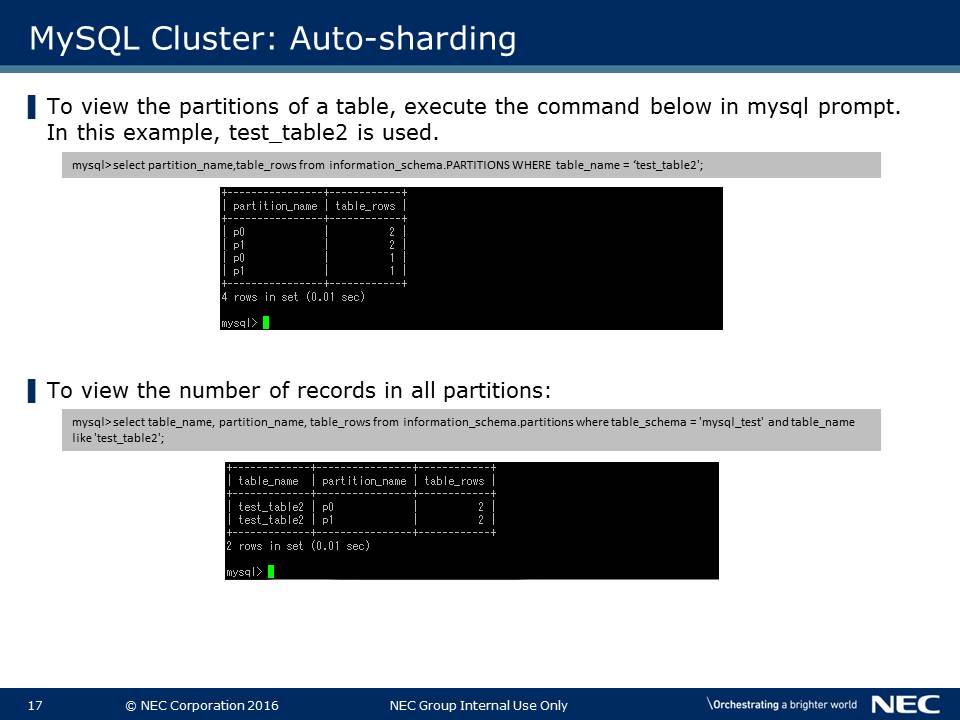 MySQL Cluster: Auto-sharding
To view the partitions of a table, execute the command below in mysql prompt.
In this example, test_table2 is used.
mysql>select partition_name,table_rows from information_schema.PARTITIONS WHERE table_name = ‘test_table2';
+----------------+------------+
| partition_name | table_rows |
+----------------+------------+
| p0             |          2 |
| p1             |          2 |
| p0             |          1 |
| p1             |          1 |
+----------------+------------+
4 rows in set (0.01 sec)
mysql>
To view the number of records in all partitions:
mysql>select table_name, partition_name, table_rows from information_schema.partitions where table_schema = 'mysql_test' and table_name
like 'test_table2';
+-------------+----------------+------------+
| table_name  | partition_name | table_rows |
+-------------+----------------+------------+
| test_table2 | p0             |          2 |
| test_table2 | p1             |          2 |
+-------------+----------------+------------+
2 rows in set (0.01 sec)
mysql>
17 © NEC Corporation 2016 NEC Group Internal Use Only \Orchestrating a brighter world NEC